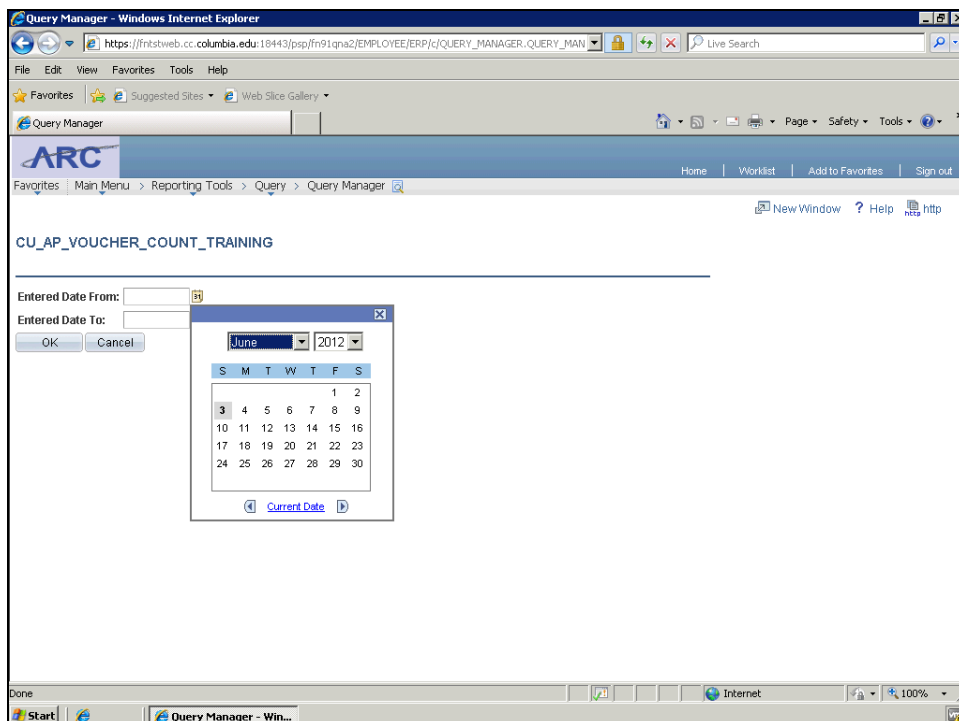 Query Manager - Windows Internet Explorer
https://fntstweb.cc.columbia.edu:18443/psp/fn91qna2/EMPLOYEE/ERP/c/QUERY_MANAGER.QUERY_MAN
Live Search
File Edit View Favorites Tools Help
Favorites Suggested Sites Web Slice Gallery
Query Manager
Page Safety Tools
ARC
Home | Worklist | Add to Favorites | Sign out
Favorites Main Menu > Reporting Tools > Query > Query Manager
New Window ? Help http
CU_AP_VOUCHER_COUNT_TRAINING
Entered Date From: 31
Entered Date To:
OK Cancel
June 2012
S M T W T F S
1 2
3 4 5 6 7 8 9
10 11 12 13 14 15 16
17 18 19 20 21 22 23
24 25 26 27 28 29 30
Current Date
Done Internet 100%
Start Query Manager - Win...